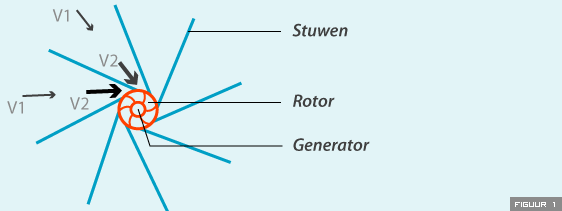 V1
Stuwen
V2
V2
Rotor
V1
Generator
FIGUUR 1